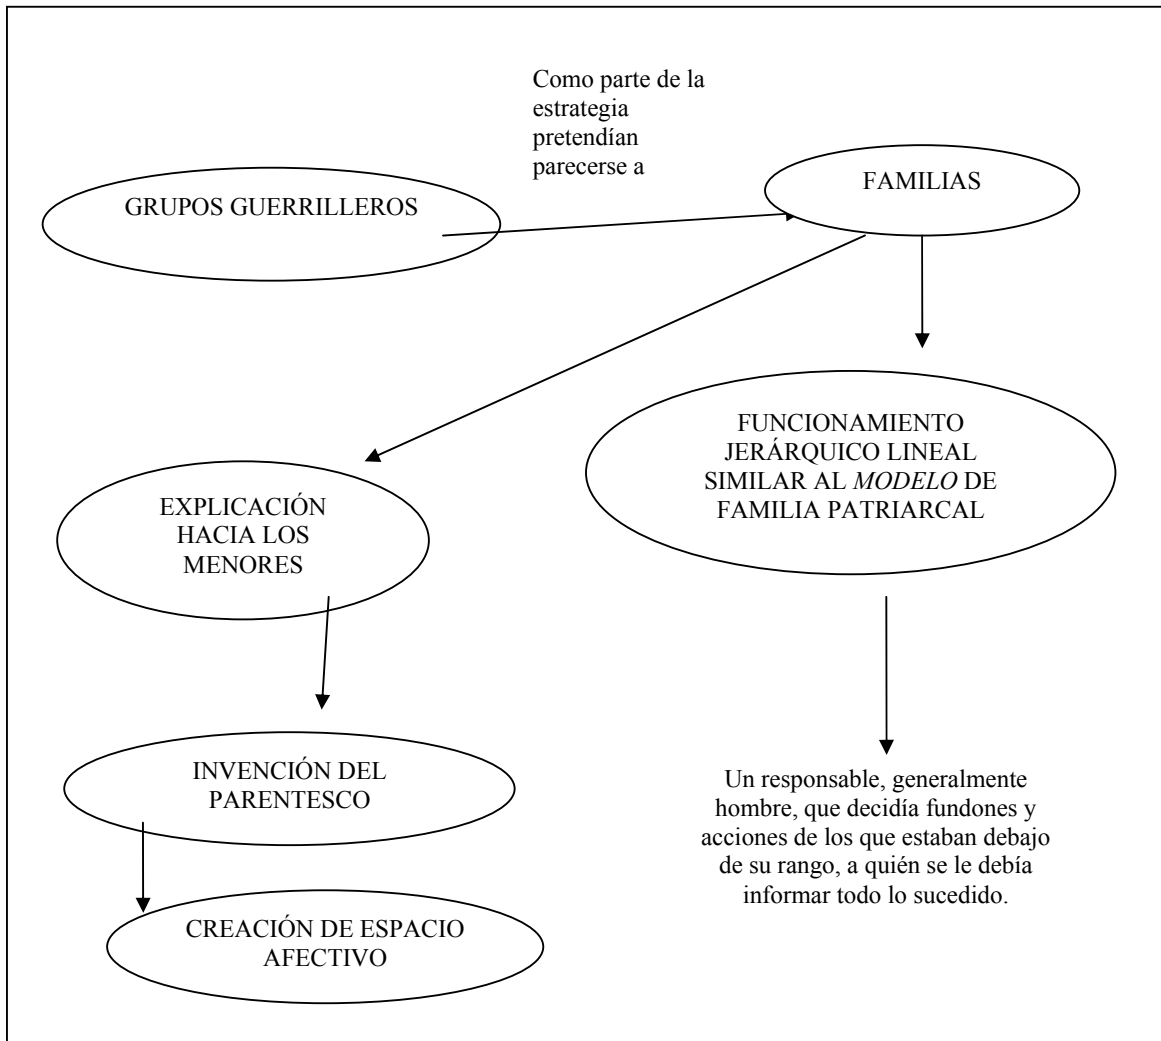 Como parte de la
estrategia
pretendían
parecerse a
GRUPOS GUERRILLEROS
FAMILIAS
FUNCIONAMIENTO
JERÁRQUICO LINEAL
SIMILAR AL MODELO DE
FAMILIA PATRIARCAL
EXPLICACIÓN
HACIA LOS
MENORES
INVENCIÓN DEL
PARENTESCO
Un responsable, generalmente
hombre, que decidía fundones y
acciones de los que estaban debajo
de su rango, a quién se le debía
informar todo lo sucedido.
CREACIÓN DE ESPACIO
AFECTIVO